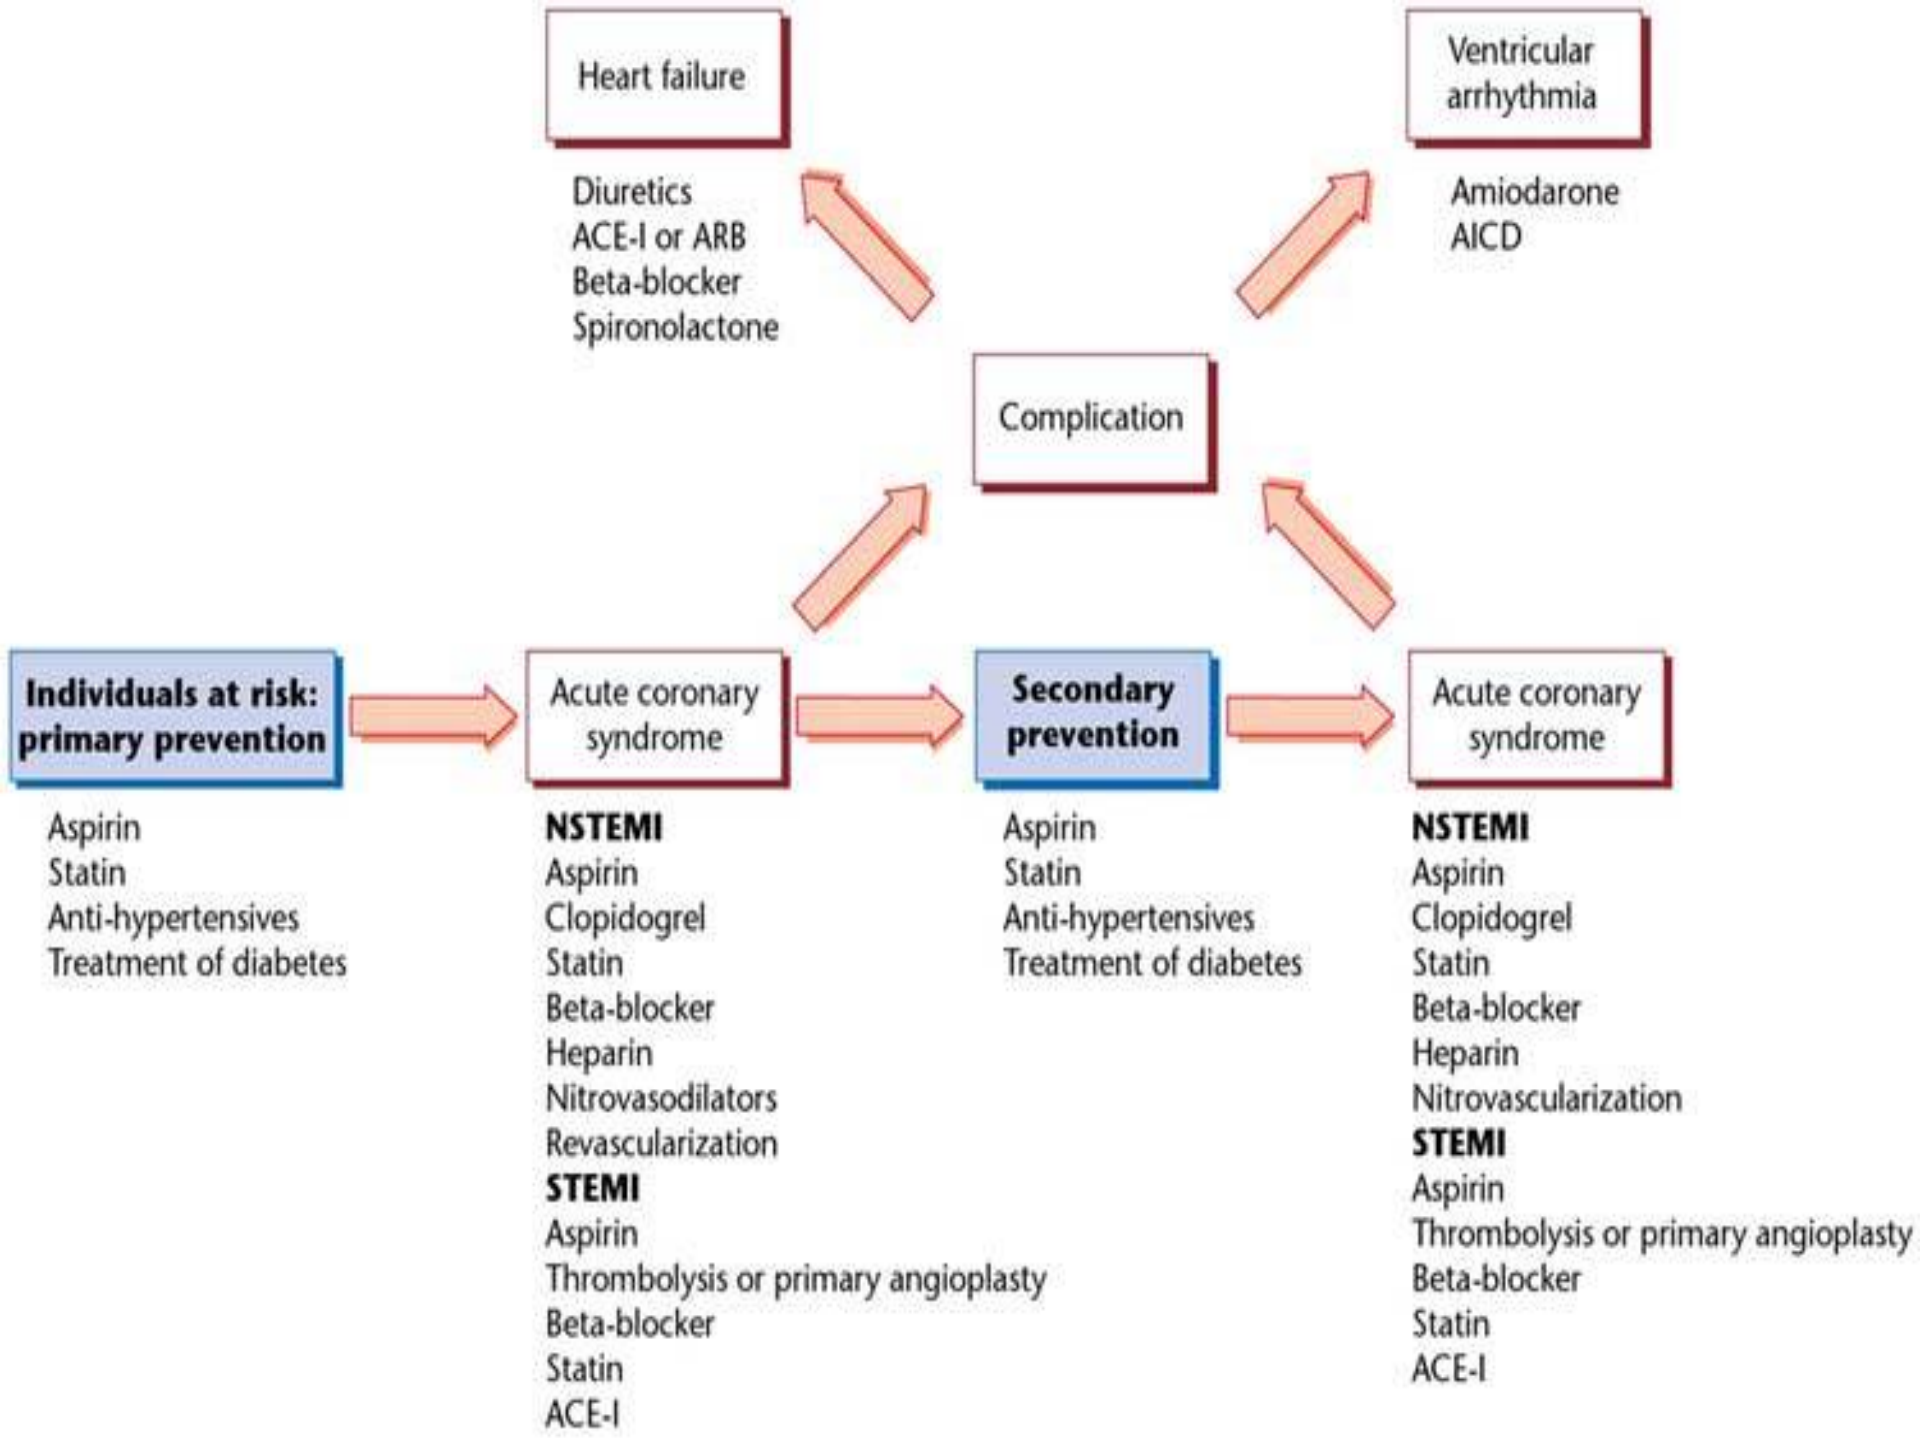 Heart failure
Diuretics
ACE-I or ARB
Beta-blocker
Spironolactone
Ventricular
arrhythmia
Amiodarone
AICD
Complication
Individuals at risk:
primary prevention
Aspirin
Statin
Anti-hypertensives
Treatment of diabetes
Acute coronary
syndrome
NSTEMI
Aspirin
Clopidogrel
Statin
Beta-blocker
Heparin
Nitrovasodilators
Revascularization
STEMI
Aspirin
Thrombolysis or primary angioplasty
Beta-blocker
Statin
ACE-I
Secondary
prevention
Aspirin
Statin
Anti-hypertensives
Treatment of diabetes
Acute coronary
syndrome
NSTEMI
Aspirin
Clopidogrel
Statin
Beta-blocker
Heparin
Nitrovascularization
STEMI
Aspirin
Thrombolysis or primary angioplasty
Beta-blocker
Statin
ACE-I